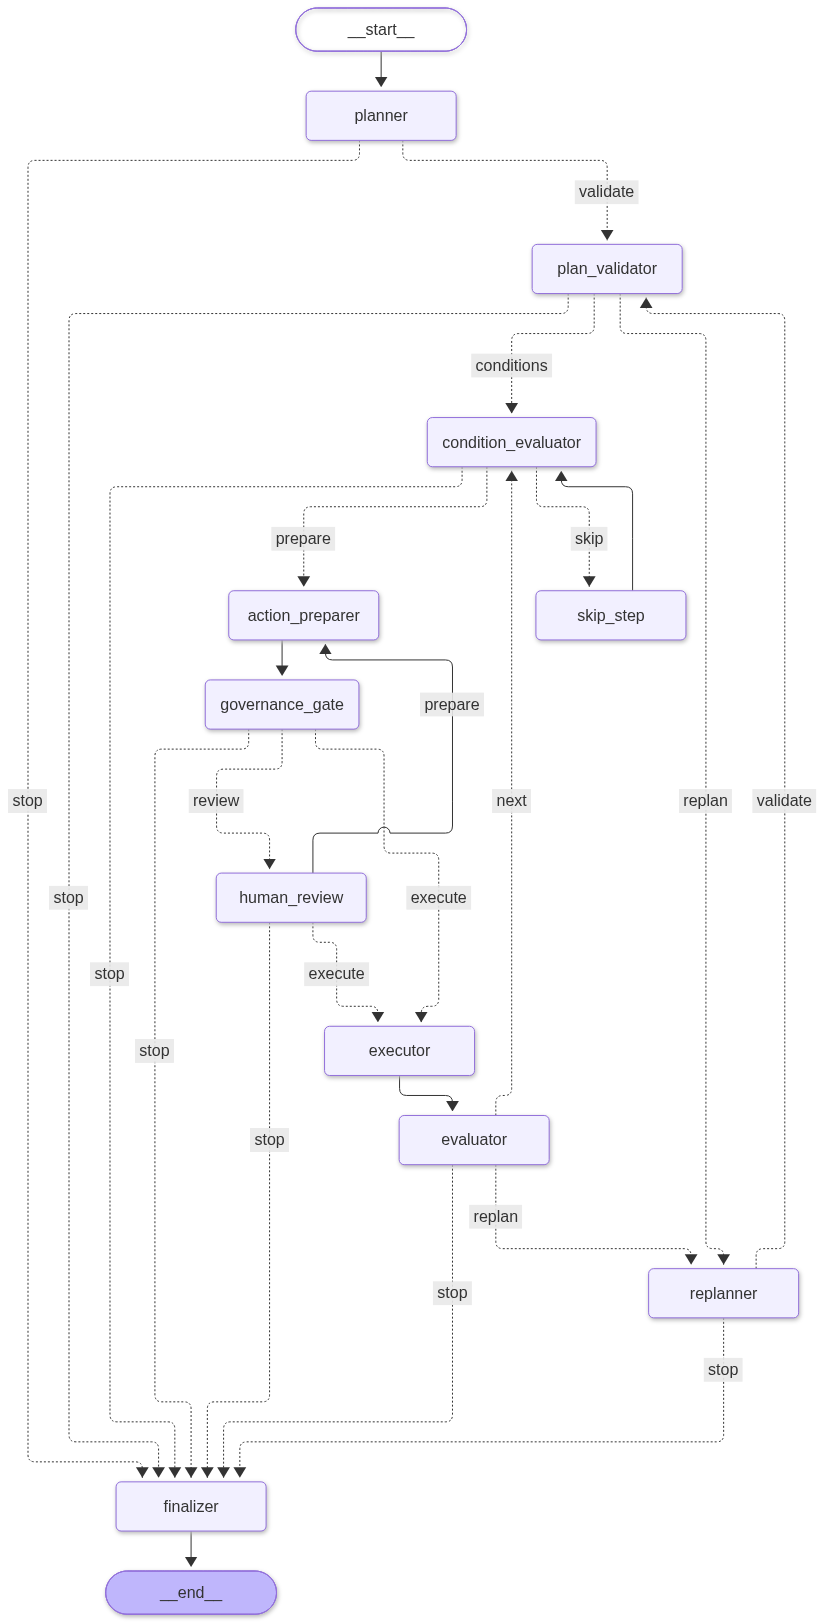 __start__
planner
validate
plan_validator
conditions
condition_evaluator
prepare
skip
action_preparer
skip_step
governance_gate
prepare
stop
review
next
replan
validate
stop
human_review
execute
stop
execute
stop
executor
stop
evaluator
replan
stop
replanner
stop
finalizer
__end__